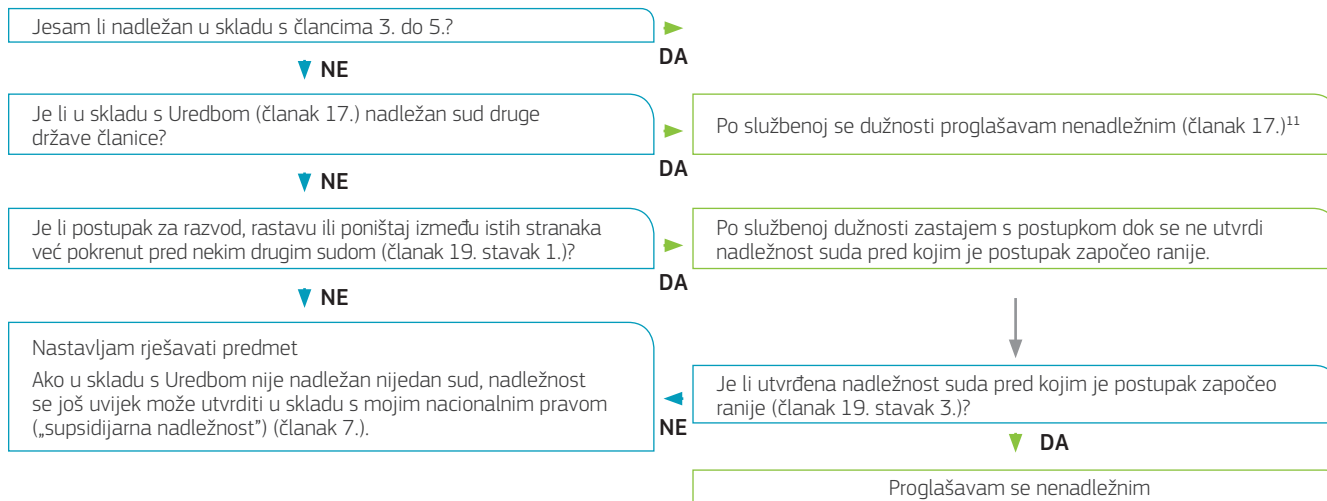 Jesam li nadležan u skladu s člancima 3. do 5.?
DA
NE
Je li u skladu s Uredbom (članak 17.) nadležan sud druge
države članice?
DA
Po službenoj se dužnosti proglašavam nenadležnim (članak 17.)¹¹
NE
Je li postupak za razvod, rastavu ili poništaj između istih stranaka
već pokrenut pred nekim drugim sudom (članak 19. stavak 1.)?
DA
Po službenoj dužnosti zastajem s postupkom dok se ne utvrdi
nadležnost suda pred kojim je postupak započeo ranije.
NE
Nastavljam rješavati predmet
Ako u skladu s Uredbom nije nadležan nijedan sud, nadležnost
se još uvijek može utvrditi u skladu s mojim nacionalnim pravom
(„supsidijarna nadležnost”) (članak 7.).
Je li utvrđena nadležnost suda pred kojim je postupak započeo
ranije (članak 19. stavak 3.)?
NE
DA
Proglašavam se nenadležnim